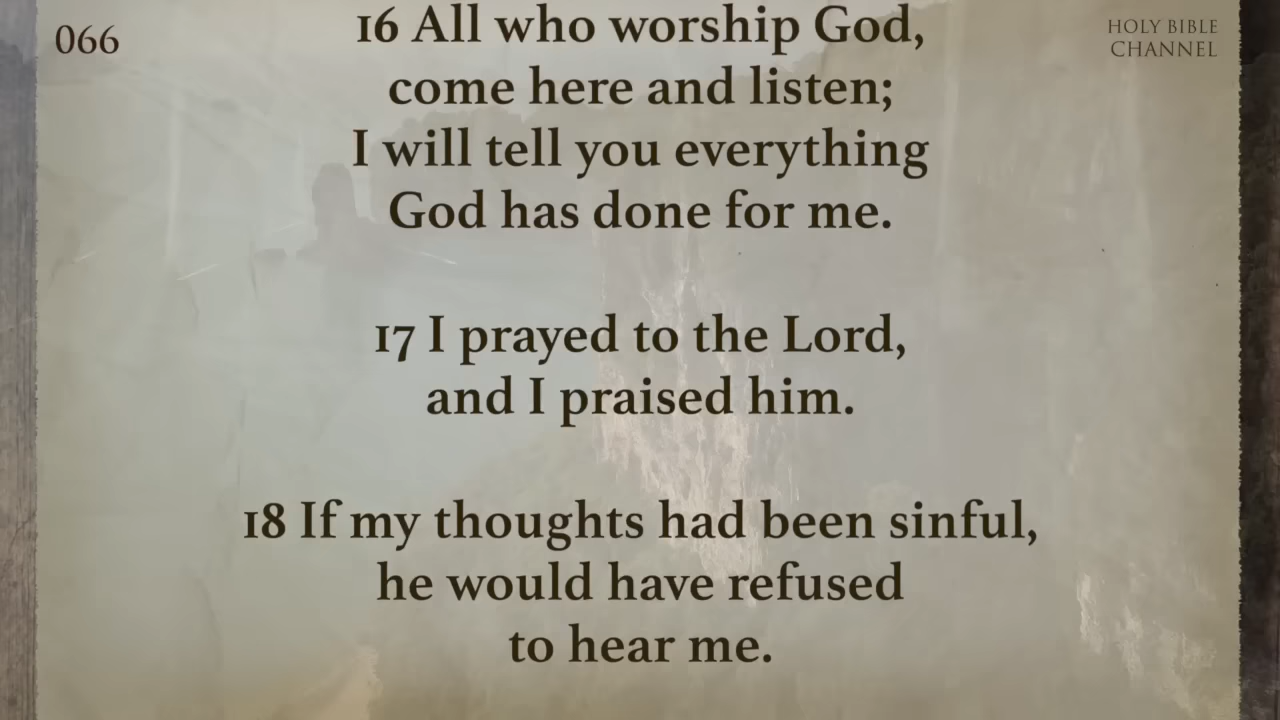 066
HOLY BIBLE
CHANNEL
16 All who worship God,
come here and listen;
I will tell you everything
God has done for me.
17 I prayed to the Lord,
and I praised him.
18 If my thoughts had been sinful,
he would have refused
to hear me.